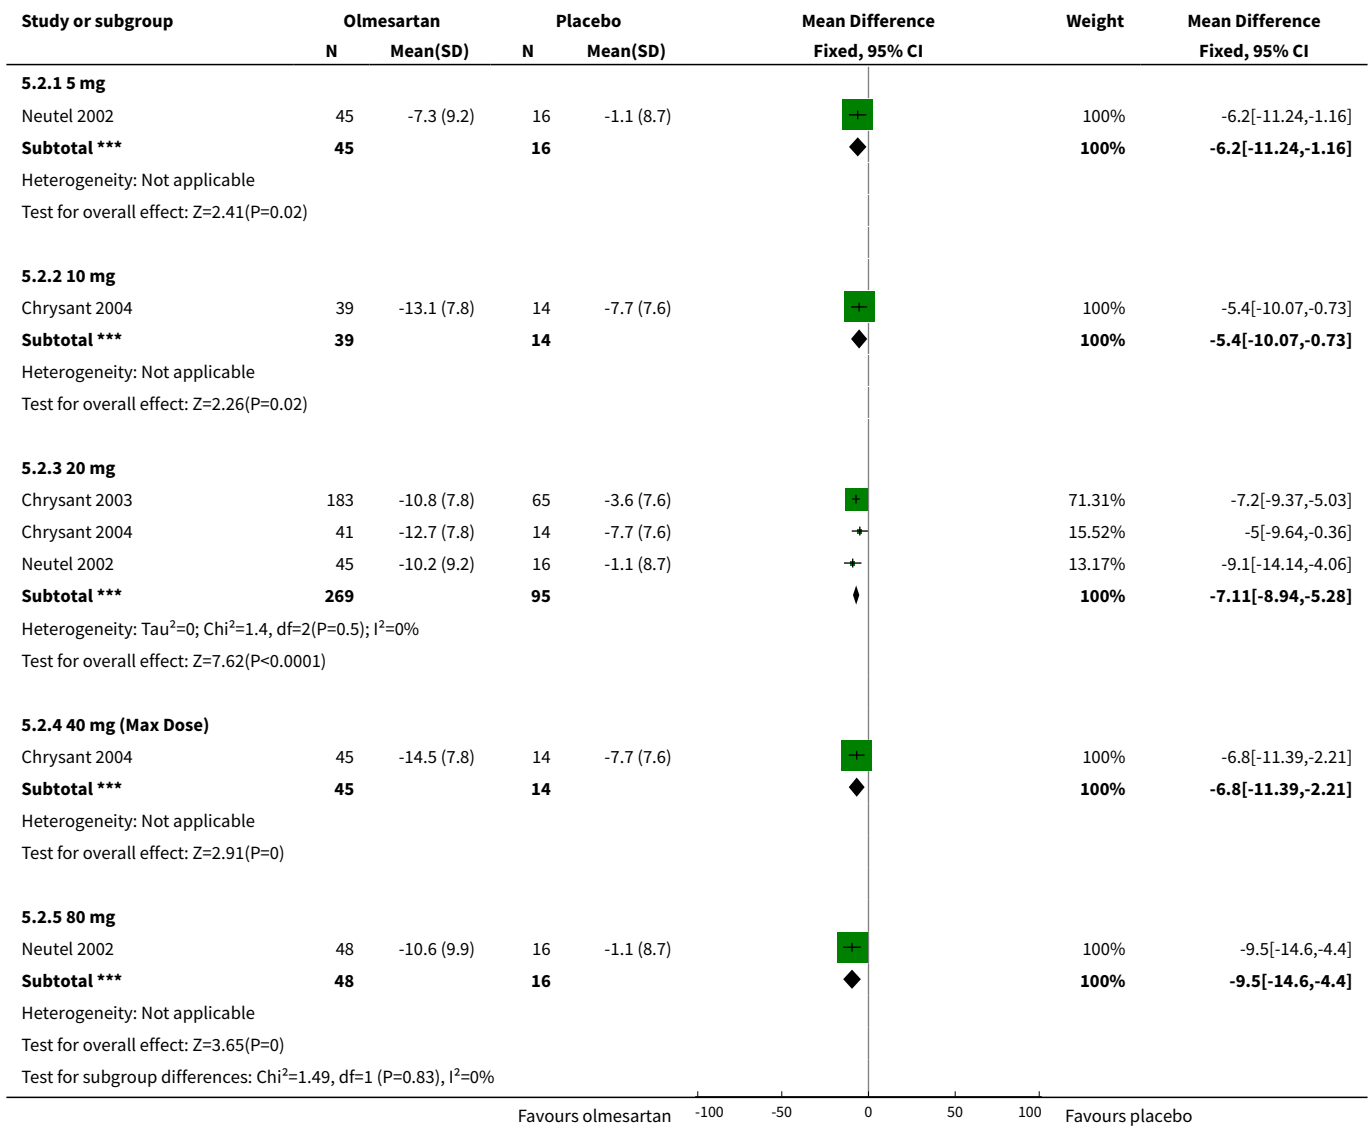 Study or subgroup Olmesartan Placebo Mean Difference Weight Mean Difference
N Mean(SD) N Mean(SD) Fixed, 95% CI Fixed, 95% CI
5.2.1 5 mg
Neutel 2002 45 -7.3 (9.2) 16 -1.1 (8.7) 100% -6.2[-11.24,-1.16]
Subtotal *** 45 16 100% -6.2[-11.24,-1.16]
Heterogeneity: Not applicable
Test for overall effect: Z=2.41(P=0.02)
5.2.2 10 mg
Chrysant 2004 39 -13.1 (7.8) 14 -7.7 (7.6) 100% -5.4[-10.07,-0.73]
Subtotal *** 39 14 100% -5.4[-10.07,-0.73]
Heterogeneity: Not applicable
Test for overall effect: Z=2.26(P=0.02)
5.2.3 20 mg
Chrysant 2003 183 -10.8 (7.8) 65 -3.6 (7.6) 71.31% -7.2[-9.37,-5.03]
Chrysant 2004 41 -12.7 (7.8) 14 -7.7 (7.6) 15.52% -5[-9.64,-0.36]
Neutel 2002 45 -10.2 (9.2) 16 -1.1 (8.7) 13.17% -9.1[-14.14,-4.06]
Subtotal *** 269 95 100% -7.11[-8.94,-5.28]
Heterogeneity: Tau²=0; Chi²=1.4, df=2(P=0.5); I²=0%
Test for overall effect: Z=7.62(P<0.0001)
5.2.4 40 mg (Max Dose)
Chrysant 2004 45 -14.5 (7.8) 14 -7.7 (7.6) 100% -6.8[-11.39,-2.21]
Subtotal *** 45 14 100% -6.8[-11.39,-2.21]
Heterogeneity: Not applicable
Test for overall effect: Z=2.91(P=0)
5.2.5 80 mg
Neutel 2002 48 -10.6 (9.9) 16 -1.1 (8.7) 100% -9.5[-14.6,-4.4]
Subtotal *** 48 16 100% -9.5[-14.6,-4.4]
Heterogeneity: Not applicable
Test for overall effect: Z=3.65(P=0)
Test for subgroup differences: Chi²=1.49, df=1 (P=0.83), I²=0%
Favours olmesartan -100 -50 0 50 100 Favours placebo